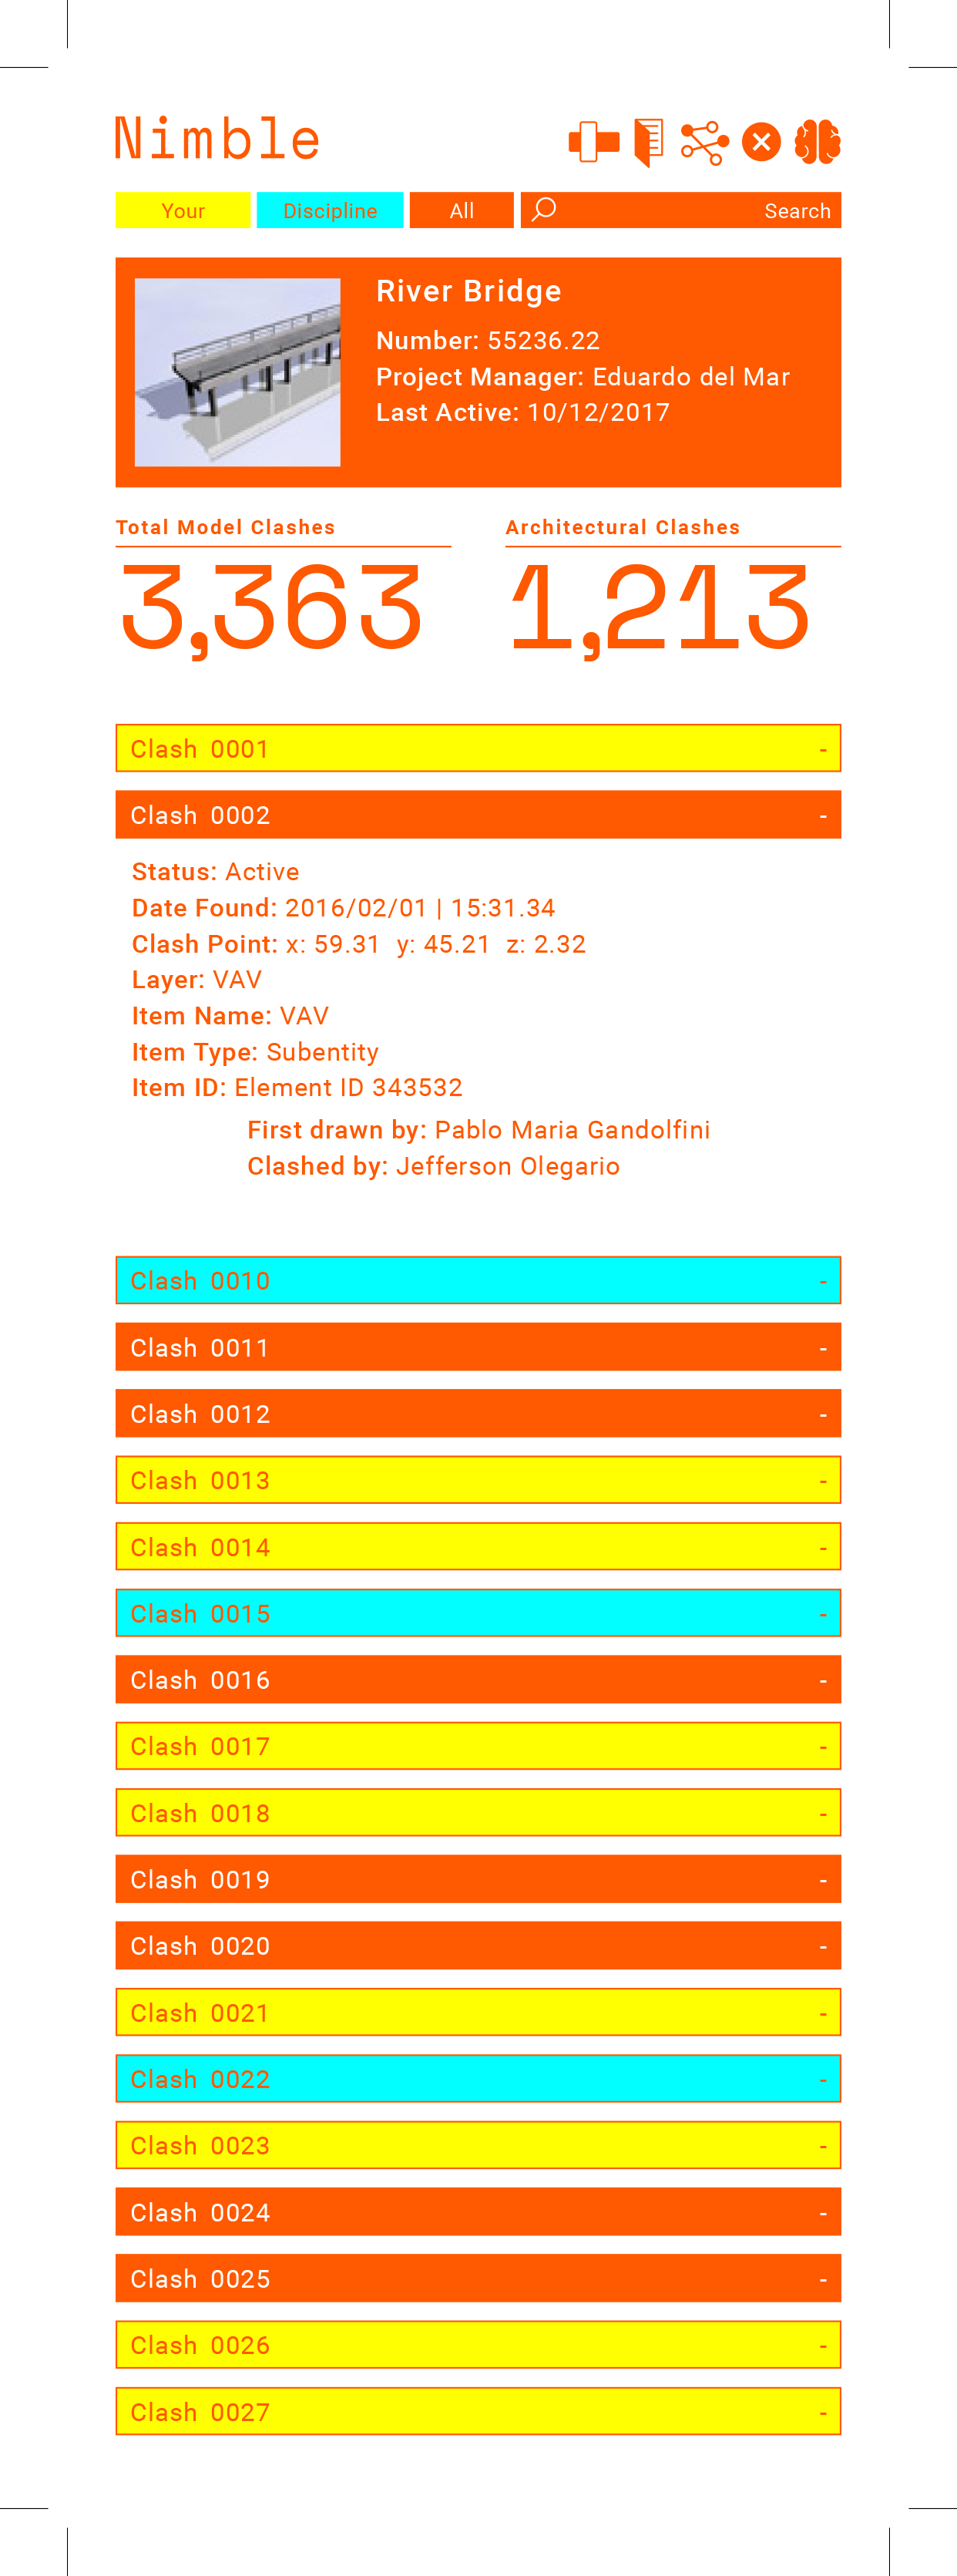 Nimble
Your Discipline All Search
River Bridge
Number: 55236.22
Project Manager: Eduardo del Mar
Last Active: 10/12/2017
Total Model Clashes
3,363
Architectural Clashes
1,213
Clash 0001 -
Clash 0002 -
Status: Active
Date Found: 2016/02/01 | 15:31.34
Clash Point: x: 59.31 y: 45.21 z: 2.32
Layer: VAV
Item Name: VAV
Item Type: Subentity
Item ID: Element ID 343532
First drawn by: Pablo Maria Gandolfini
Clashed by: Jefferson Olegario
Clash 0010 -
Clash 0011 -
Clash 0012 -
Clash 0013 -
Clash 0014 -
Clash 0015 -
Clash 0016 -
Clash 0017 -
Clash 0018 -
Clash 0019 -
Clash 0020 -
Clash 0021 -
Clash 0022 -
Clash 0023 -
Clash 0024 -
Clash 0025 -
Clash 0026 -
Clash 0027 -